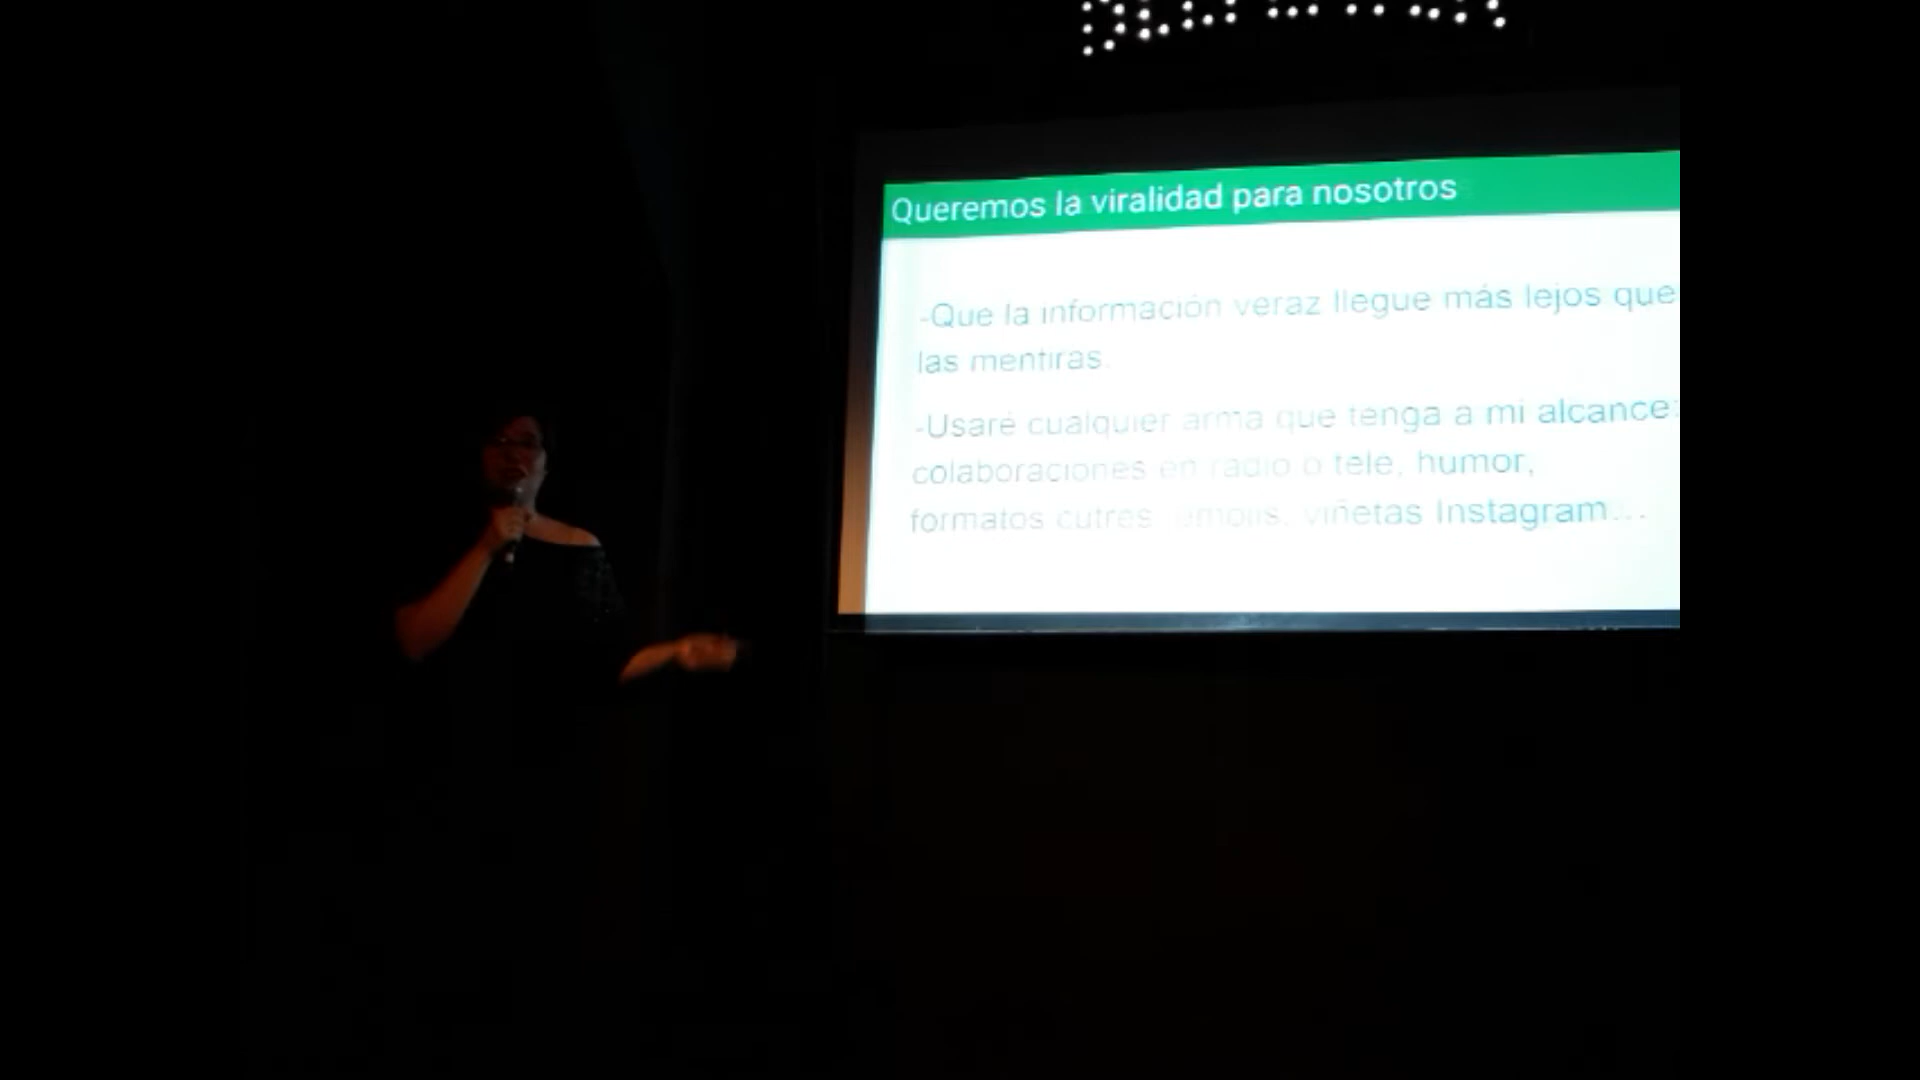 Queremos la viralidad para nosotros
-Que la información veraz llegue más lejos que
las mentiras.
-Usaré cualquier arma que tenga a mi alcance:
colaboraciones en radio o tele, humor,
formatos cutres, emojis, viñetas Instagram...